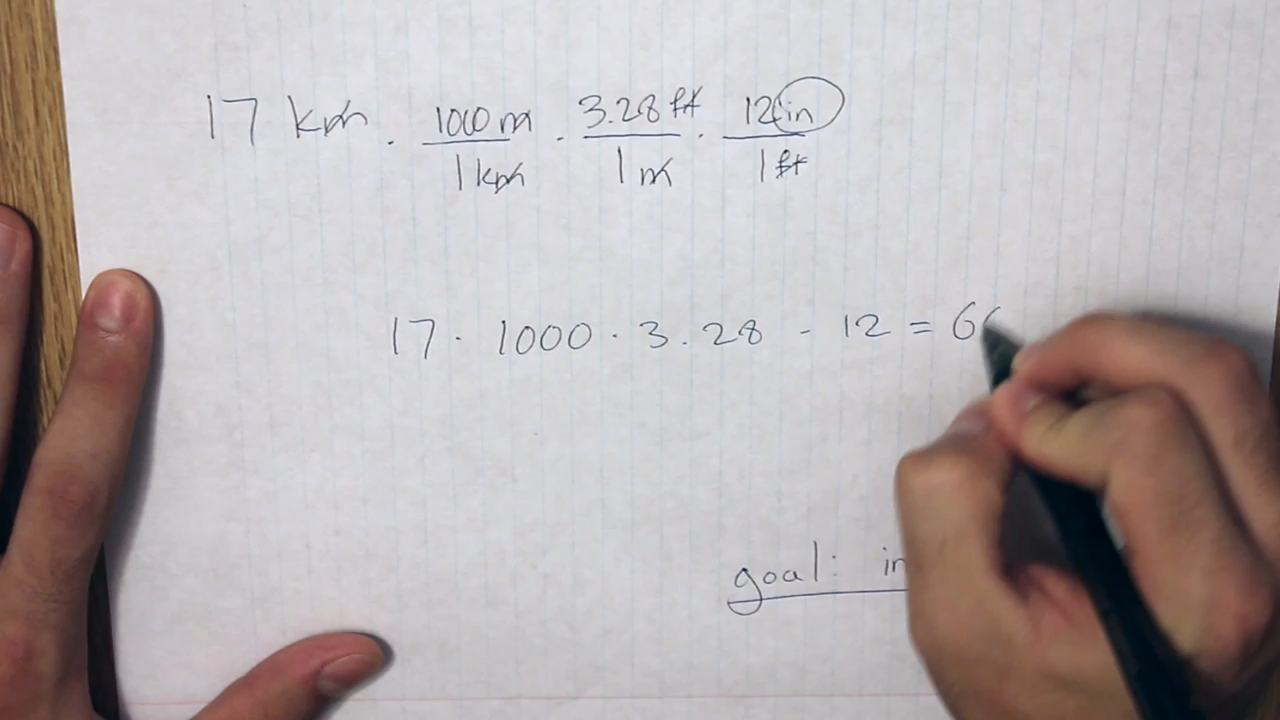 17 km · 1000 m · 3.28 ft · 12 in
1 km 1 m 1 ft
17 · 1000 · 3.28 - 12 = 66
goal: in